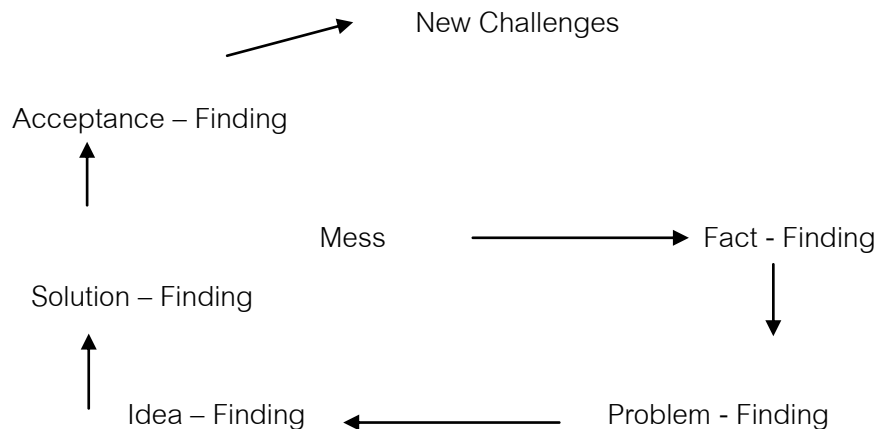 New Challenges
Acceptance – Finding
Mess
Fact - Finding
Solution – Finding
Idea – Finding
Problem - Finding